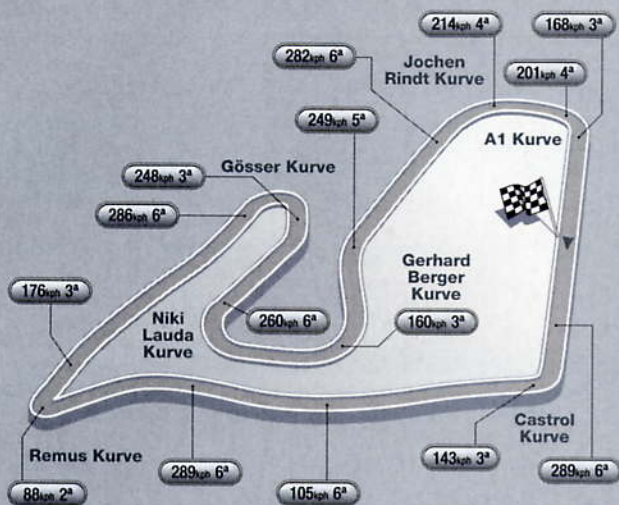 214kph 4ª
168kph 3ª
282kph 6ª
Jochen
Rindt Kurve
201kph 4ª
249kph 5ª
A1 Kurve
Gösser Kurve
248kph 3ª
286kph 6ª
Gerhard
Berger
Kurve
176kph 3ª
Niki
Lauda
Kurve
260kph 6ª
160kph 3ª
Castrol
Kurve
Remus Kurve
289kph 6ª
143kph 3ª
289kph 6ª
88kph 2ª
105kph 6ª